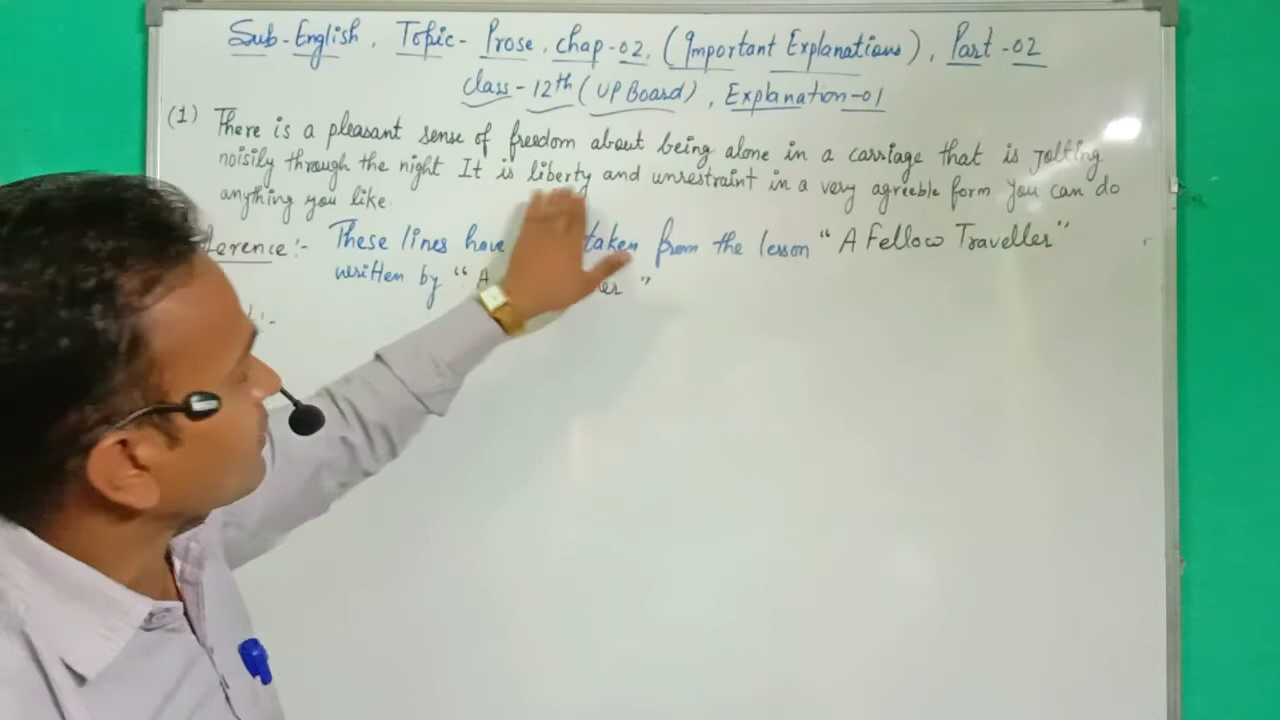 Sub-English, Topic- Prose, chap-02, (Important Explanations), Part-02
Class-12th (UP Board), Explanation-01
(1) There is a pleasant sense of freedom about being alone in a carriage that is jolting
noisily through the night It is liberty and unrestraint in a very agreeable form you can do
anything you like.
erence:- These lines have taken from the lesson "A Fellow Traveller"
written by "A er"
:-